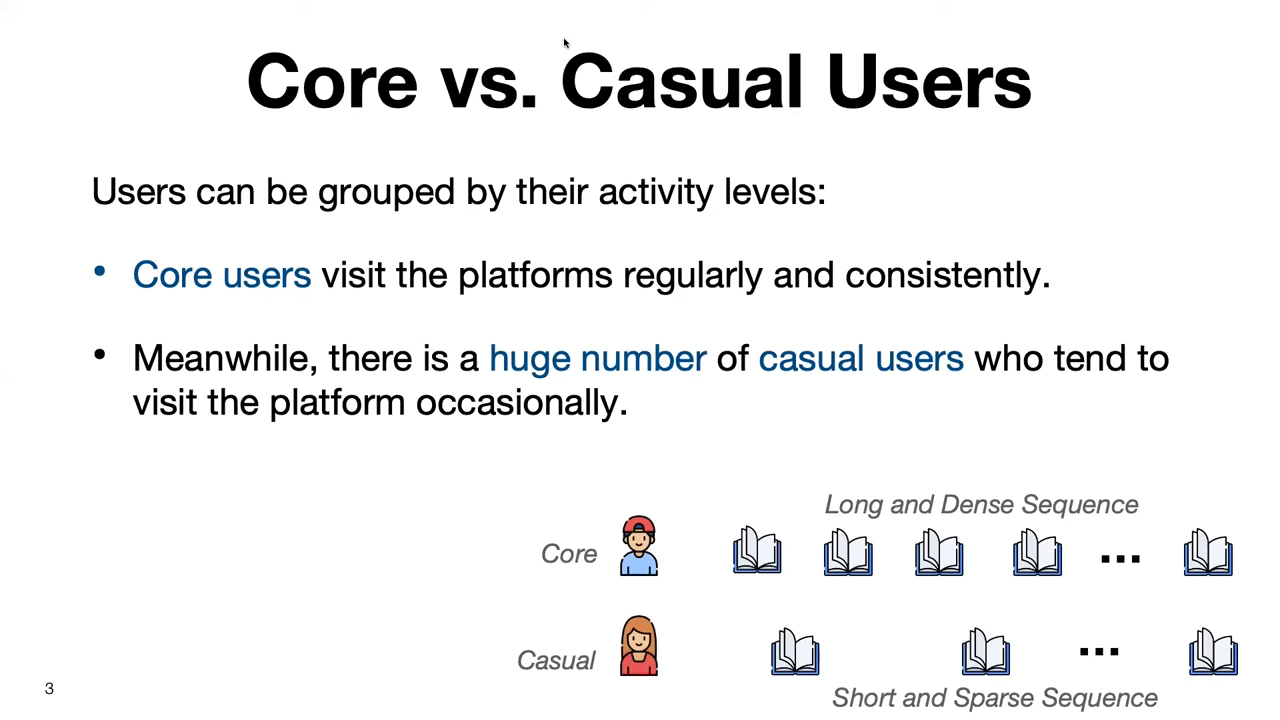 Core vs. Casual Users
Users can be grouped by their activity levels:
• Core users visit the platforms regularly and consistently.
• Meanwhile, there is a huge number of casual users who tend to
visit the platform occasionally.
Long and Dense Sequence
Core
...
Casual
...
Short and Sparse Sequence
3